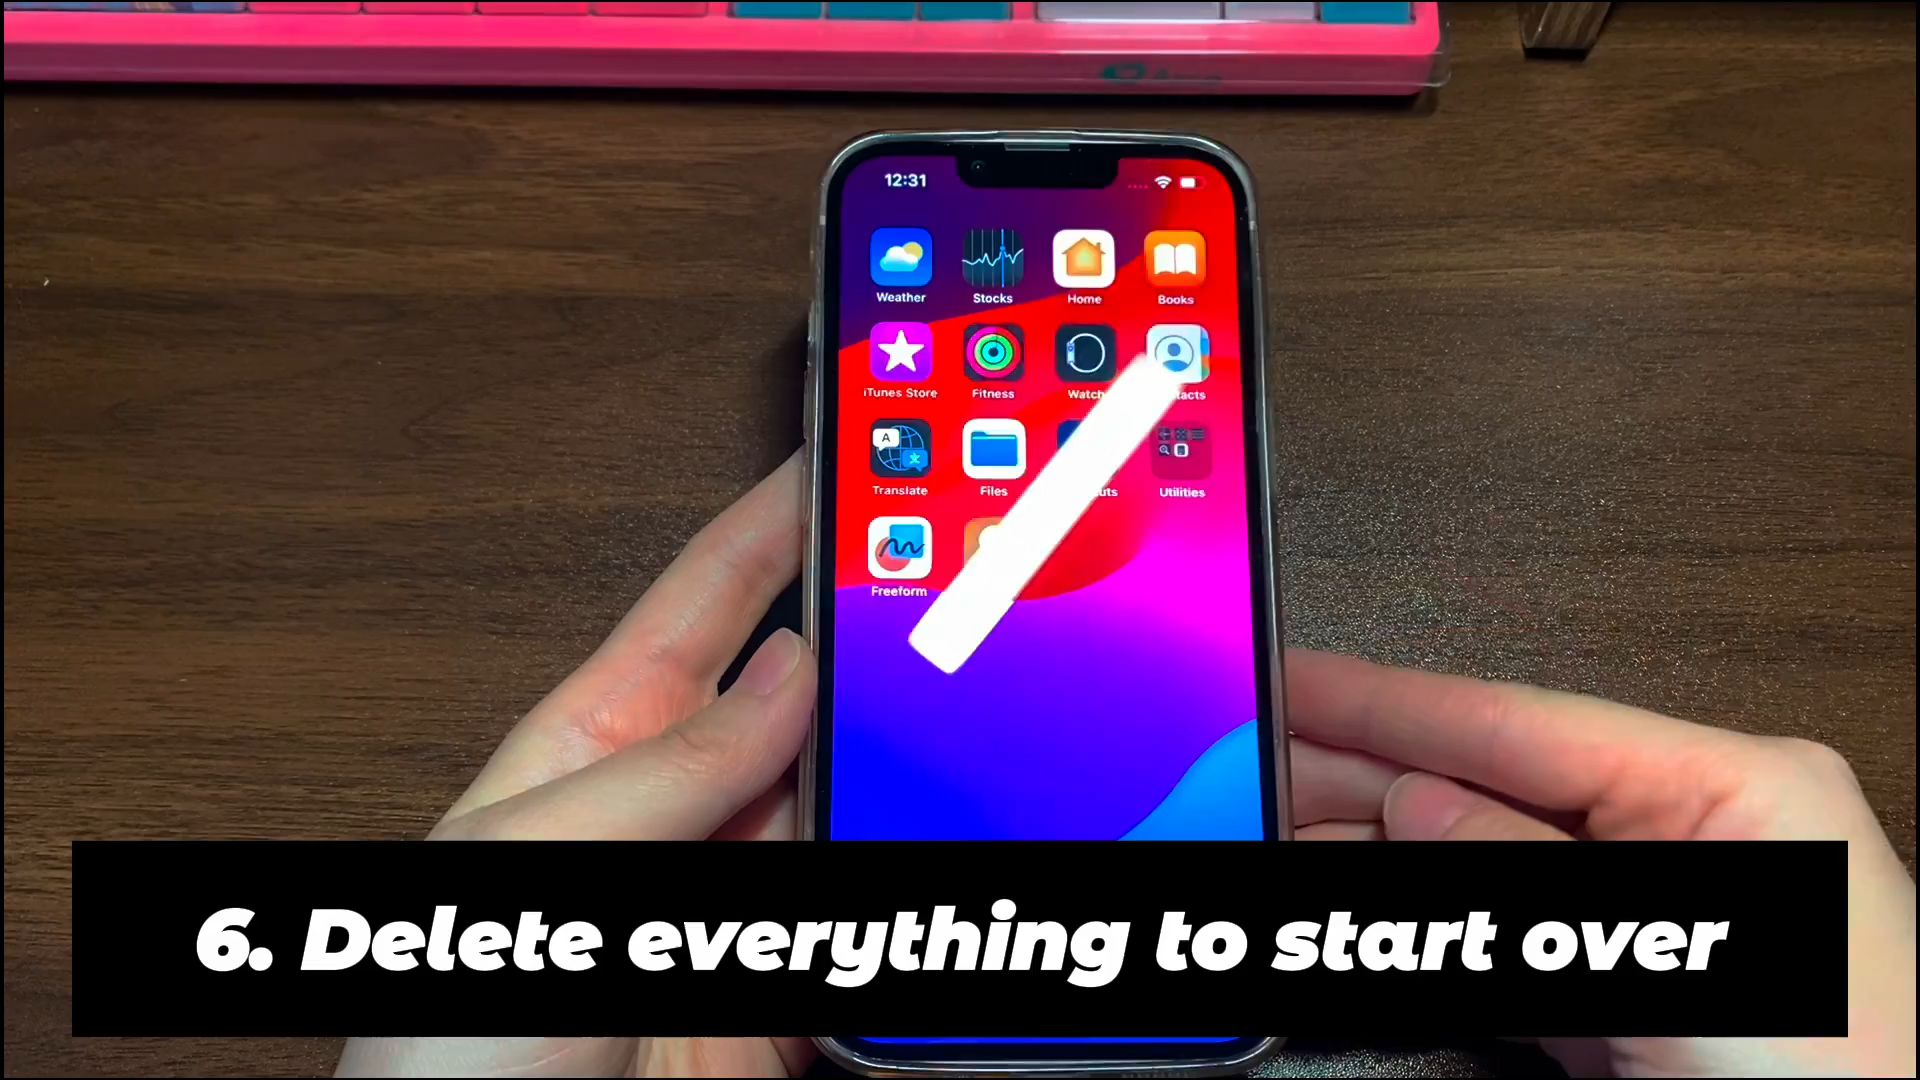 12:31
Weather Stocks Home Books
iTunes Store Fitness Watch
Translate Files Utilities
Freeform
6. Delete everything to start over